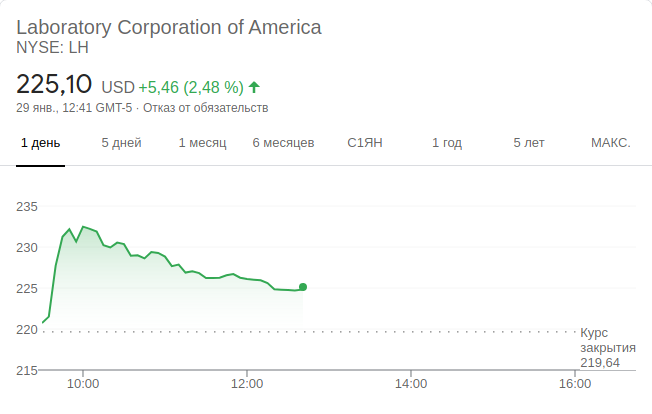 Laboratory Corporation of America
NYSE: LH
225,10 USD +5,46 (2,48 %)
29 янв., 12:41 GMT-5 · Отказ от обязательств
1 день 5 дней 1 месяц 6 месяцев С1ЯН 1 год 5 лет МАКС.
235
230
225
220
Курс
закрытия
219,64
215
10:00 12:00 14:00 16:00